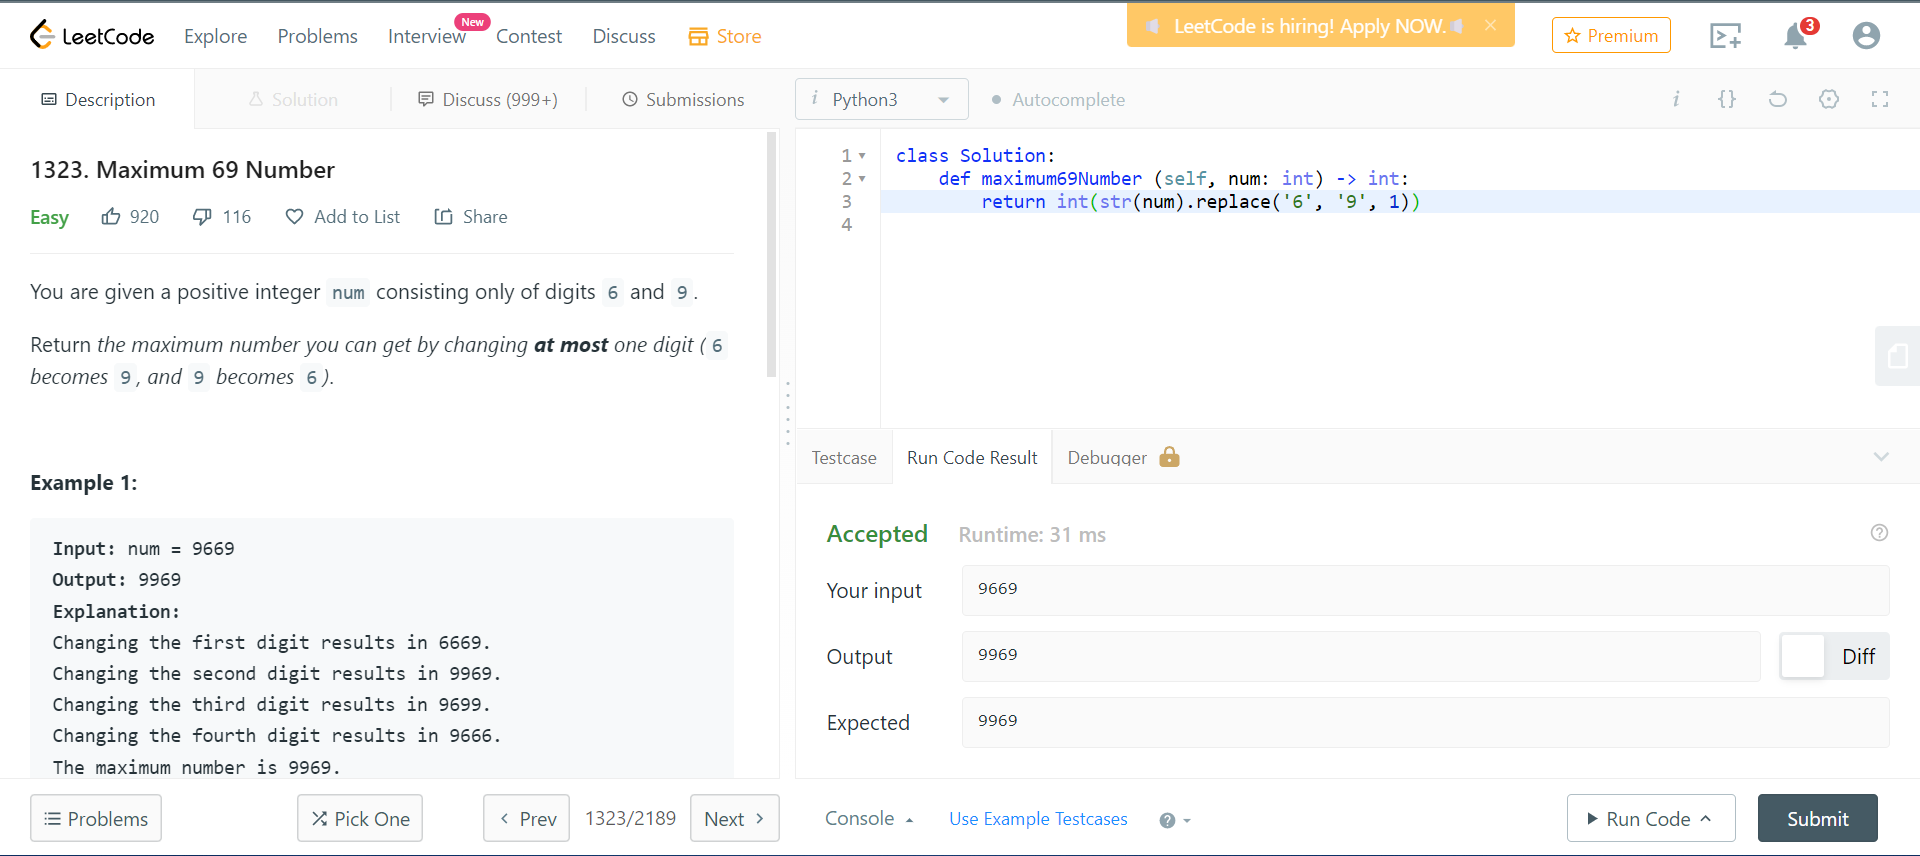 LeetCode Explore Problems Interview New Contest Discuss Store LeetCode is hiring! Apply NOW. Premium 3
Description Solution Discuss (999+) Submissions
i Python3 Autocomplete i {}
1323. Maximum 69 Number
Easy 920 116 Add to List Share
You are given a positive integer num consisting only of digits 6 and 9.
Return the maximum number you can get by changing at most one digit (6
becomes 9, and 9 becomes 6).
Example 1:
Input: num = 9669
Output: 9969
Explanation:
Changing the first digit results in 6669.
Changing the second digit results in 9969.
Changing the third digit results in 9699.
Changing the fourth digit results in 9666.
The maximum number is 9969.
1 class Solution:
2 def maximum69Number (self, num: int) -> int:
3 return int(str(num).replace('6', '9', 1))
4
Testcase Run Code Result Debugger
Accepted Runtime: 31 ms
Your input 9669
Output 9969 Diff
Expected 9969
Problems Pick One Prev 1323/2189 Next
Console Use Example Testcases Run Code Submit